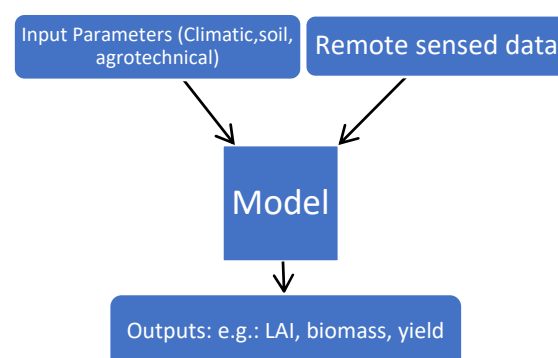 Input Parameters (Climatic,soil,
agrotechnical)
Remote sensed data
Model
Outputs: e.g.: LAI, biomass, yield